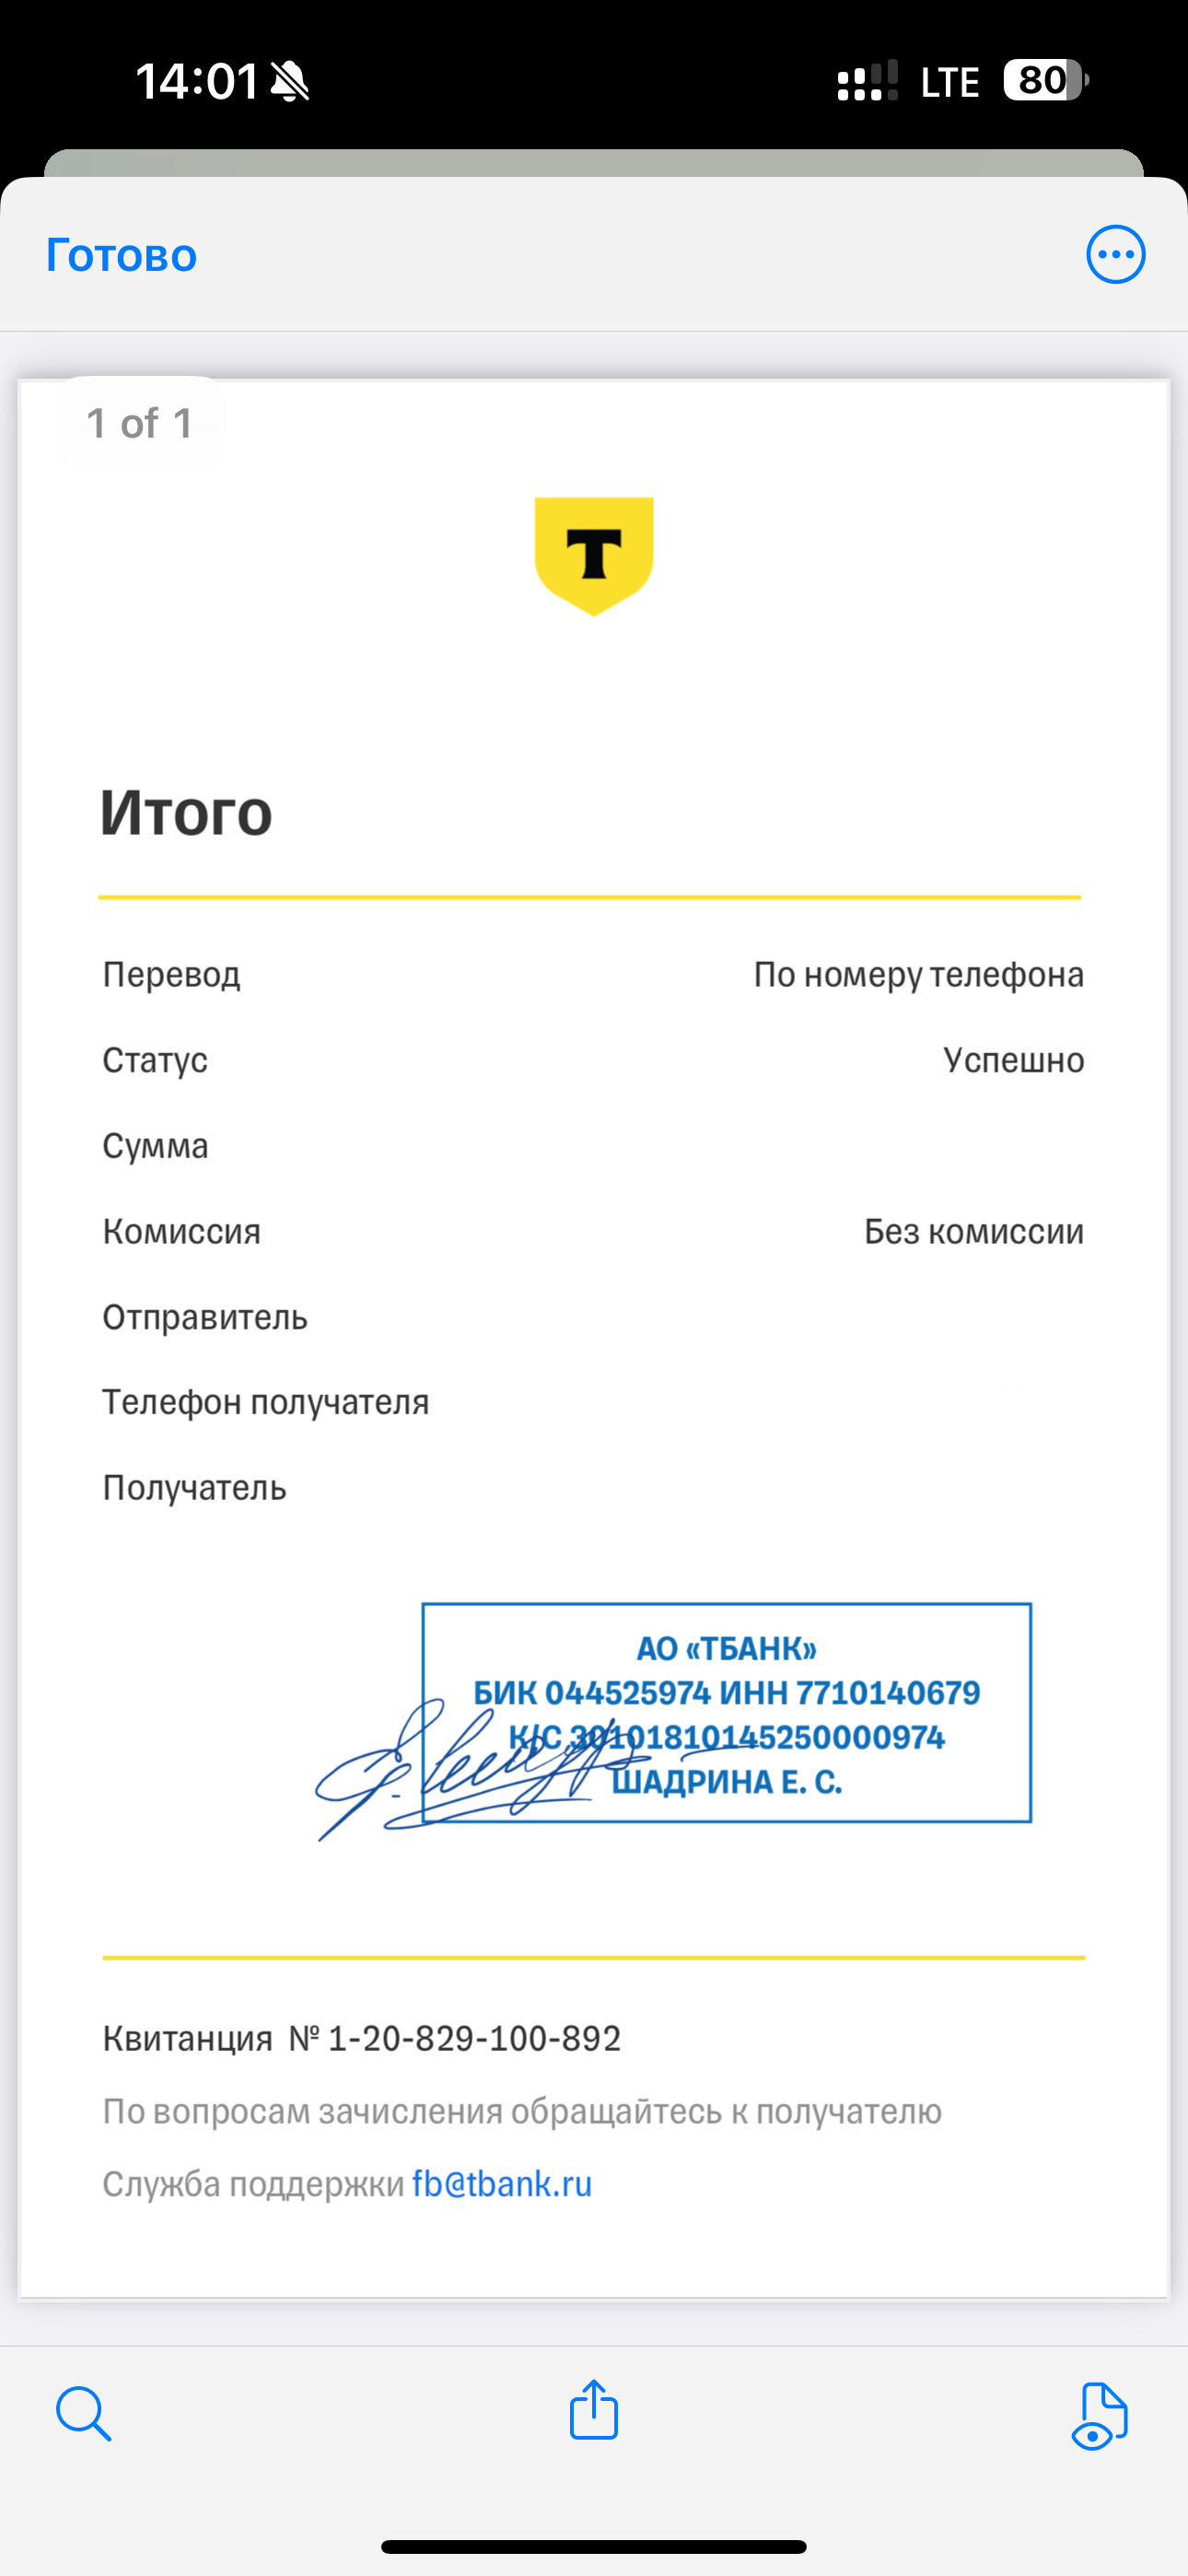 14:01 LTE 80
Готово
1 of 1
Т
Итого
Перевод По номеру телефона
Статус Успешно
Сумма
Комиссия Без комиссии
Отправитель
Телефон получателя
Получатель
АО «ТБАНК»
БИК 044525974 ИНН 7710140679
К/С 30101810145250000974
ШАДРИНА Е. С.
Квитанция № 1-20-829-100-892
По вопросам зачисления обращайтесь к получателю
Служба поддержки fb@tbank.ru